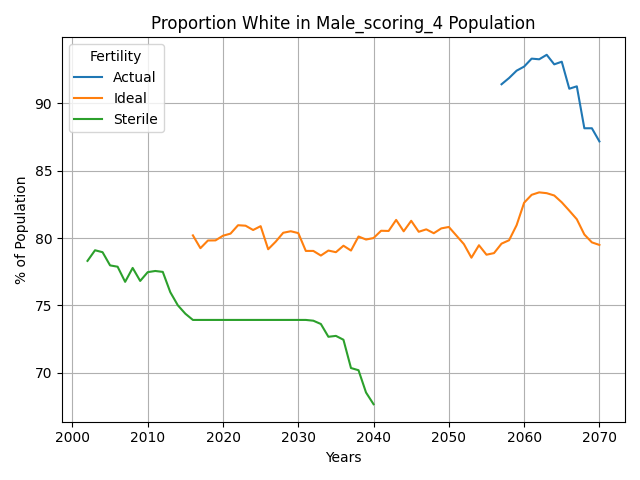 Proportion White in Male_scoring_4 Population
Fertility
Actual
Ideal
Sterile
% of Population
90
85
80
75
70
2000 2010 2020 2030 2040 2050 2060 2070
Years